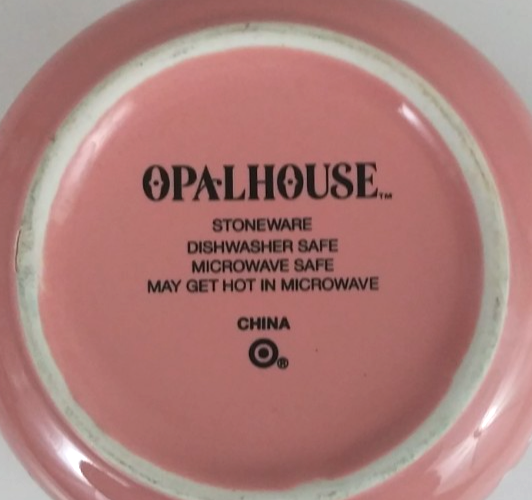 OPALHOUSE™
STONEWARE
DISHWASHER SAFE
MICROWAVE SAFE
MAY GET HOT IN MICROWAVE
CHINA
®